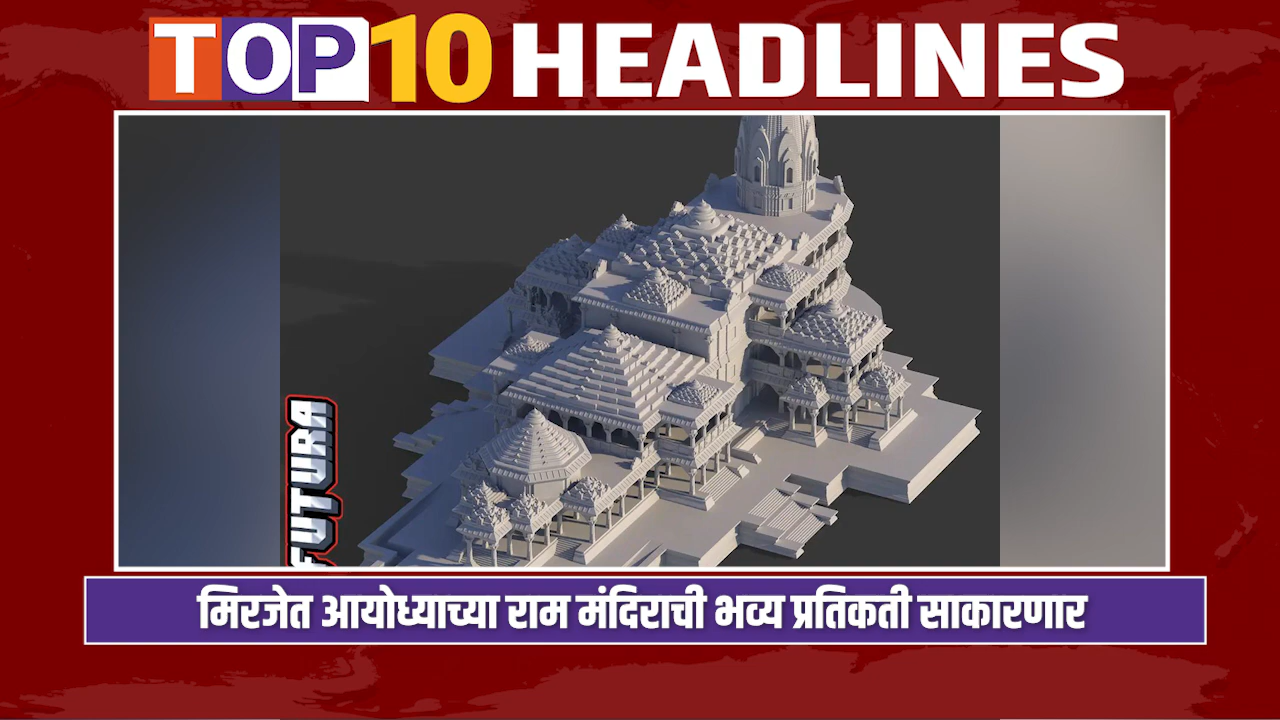 TOP 10 HEADLINES
FUTURA
मिरजेत आयोध्याच्या राम मंदिराची भव्य प्रतिकती साकारणार